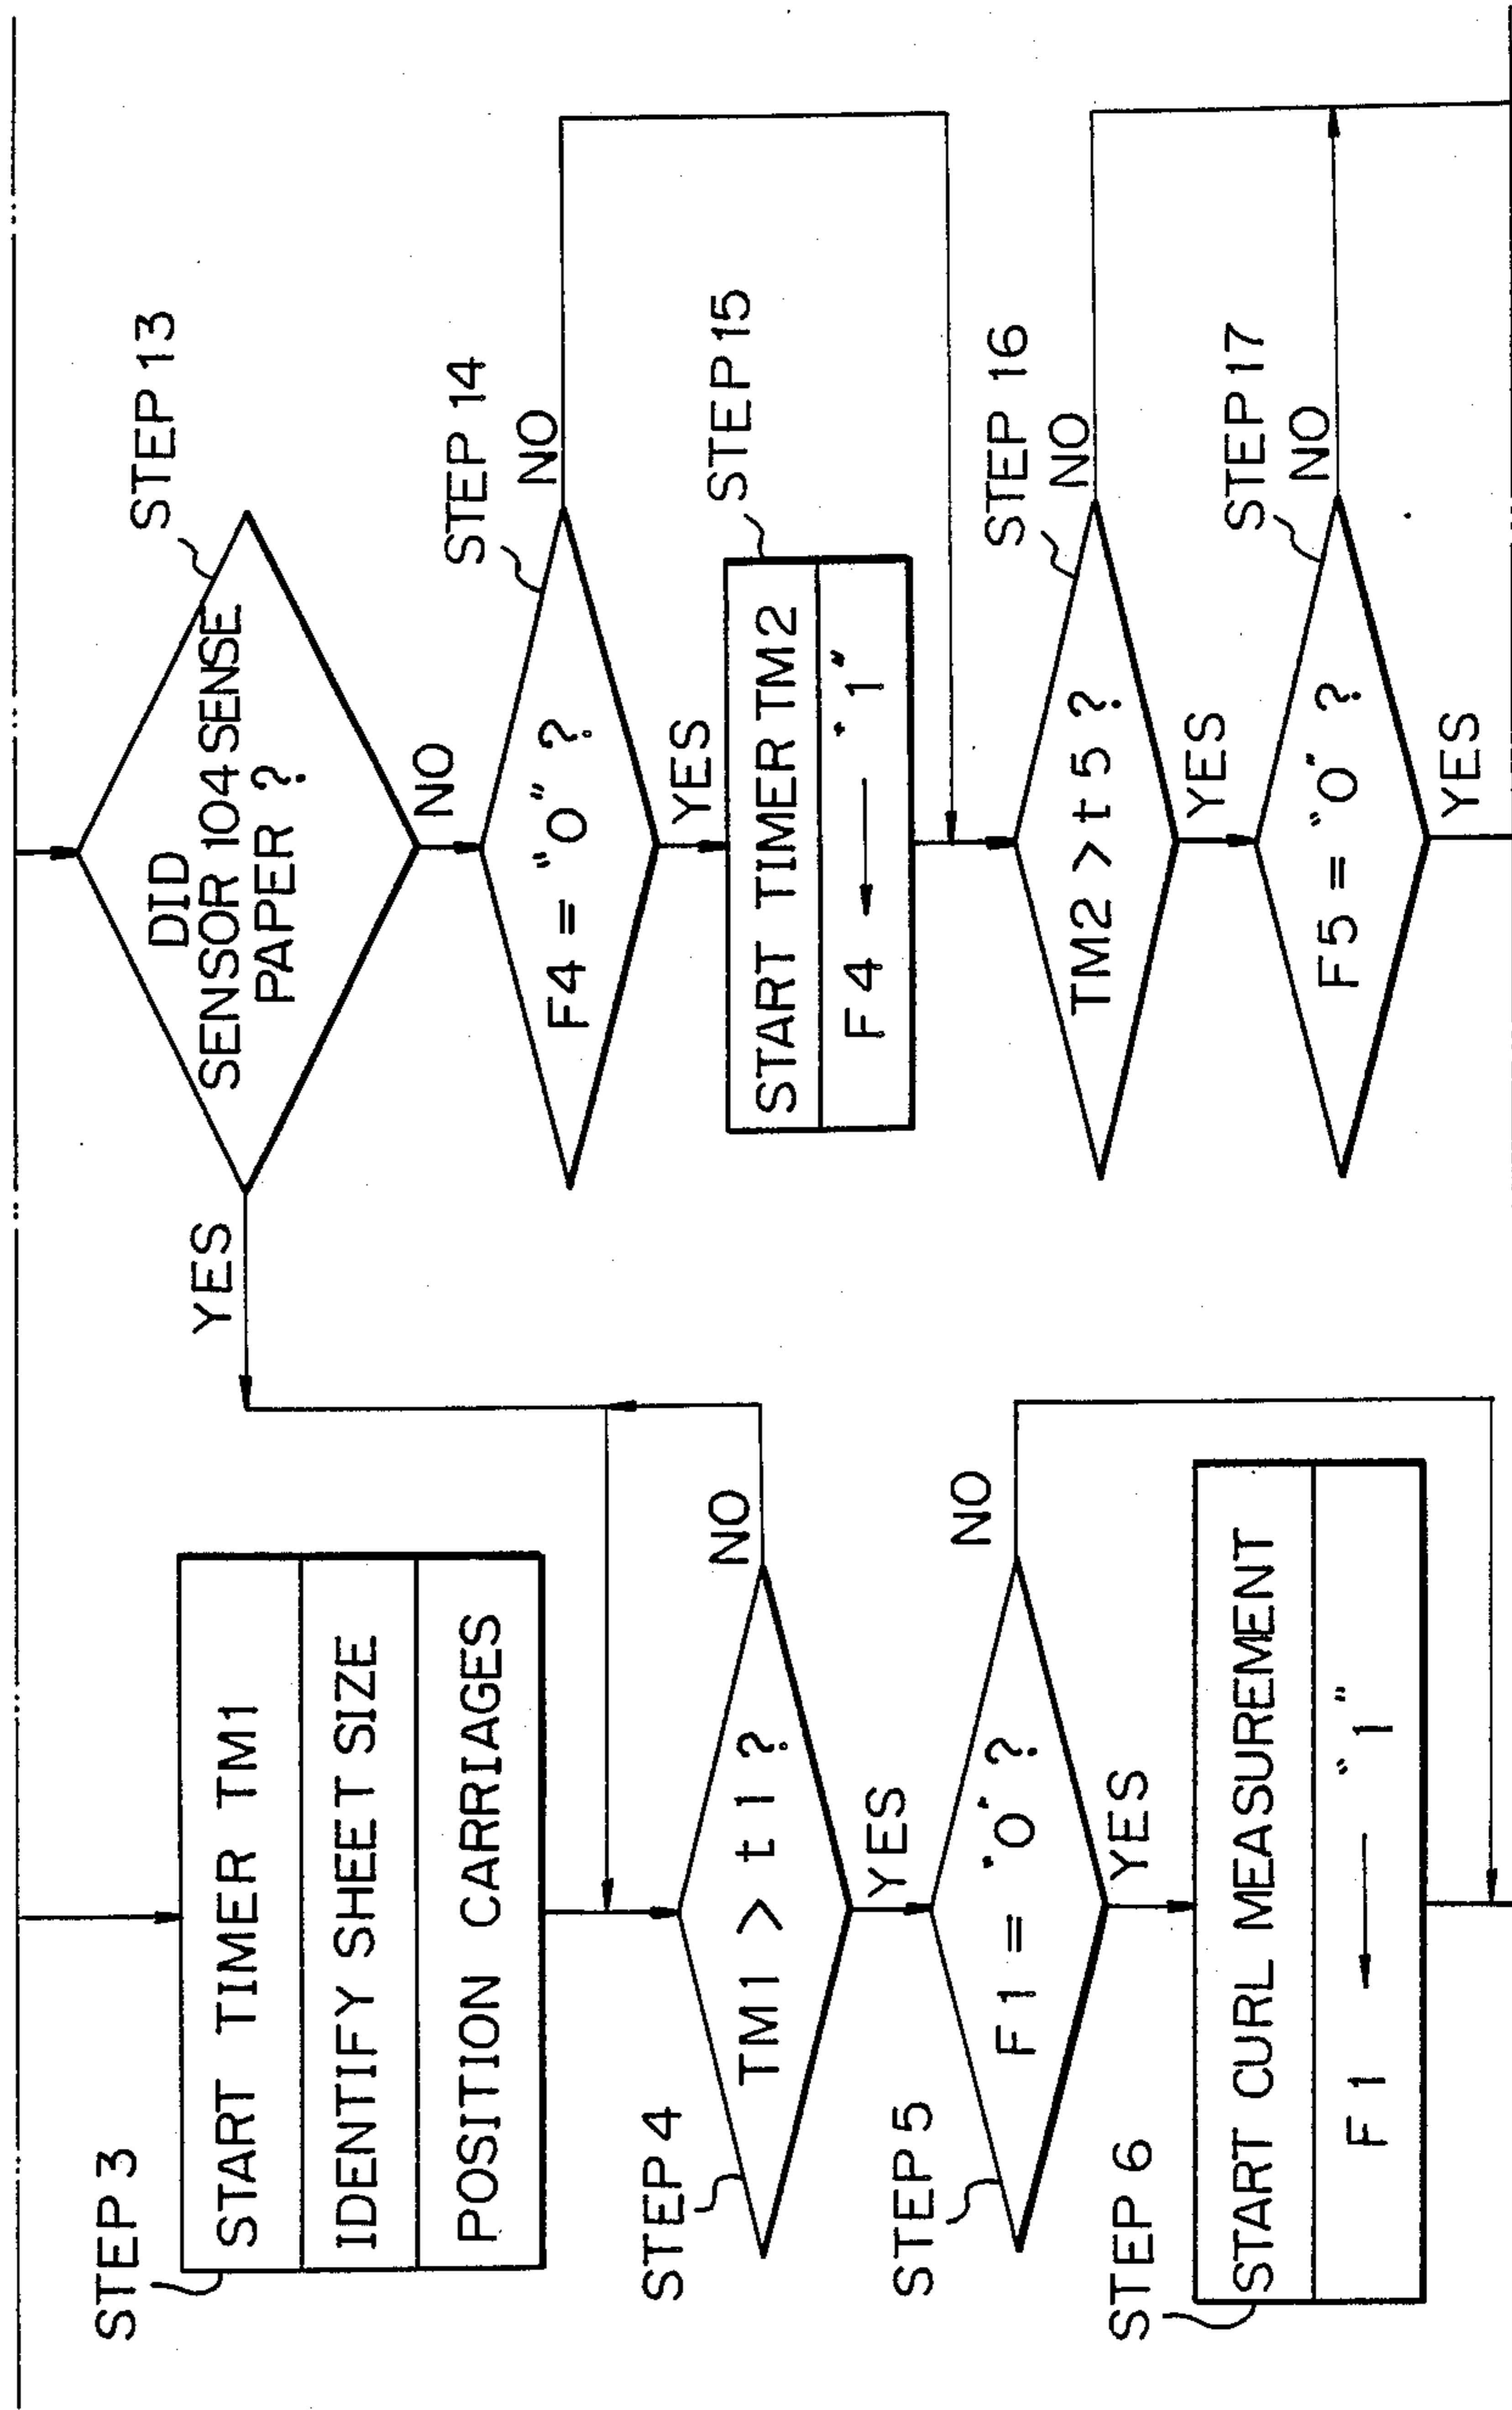 STEP 3
START TIMER TM1
IDENTIFY SHEET SIZE
POSITION CARRIAGES
STEP 4
TM1 > t1 ?
NO
YES
STEP 5
F1 = "0" ?
NO
YES
STEP 6
START CURL MEASUREMENT
F1 ← "1"
STEP 13
DID
SENSOR 104 SENSE
PAPER ?
YES
NO
STEP 14
F4 = "0" ?
NO
YES
STEP 15
START TIMER TM2
F4 ← "1"
STEP 16
TM2 > t5 ?
NO
YES
STEP 17
F5 = "0" ?
NO
YES